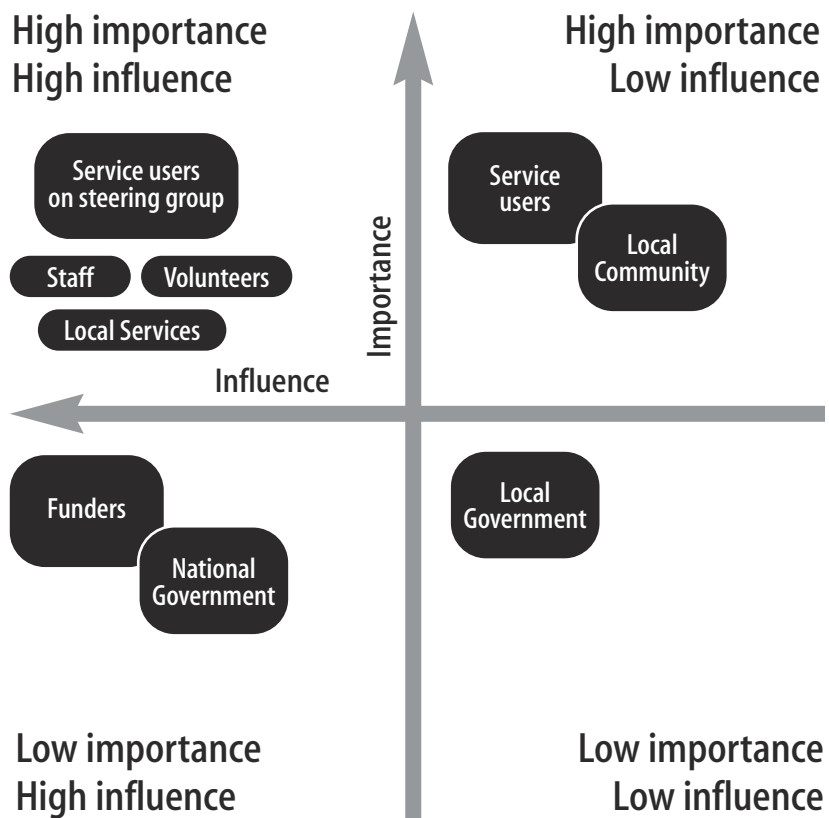 High importance
High influence
High importance
Low influence
Service users
on steering group
Staff
Volunteers
Local Services
Service
users
Local
Community
Importance
Influence
Funders
National
Government
Local
Government
Low importance
High influence
Low importance
Low influence